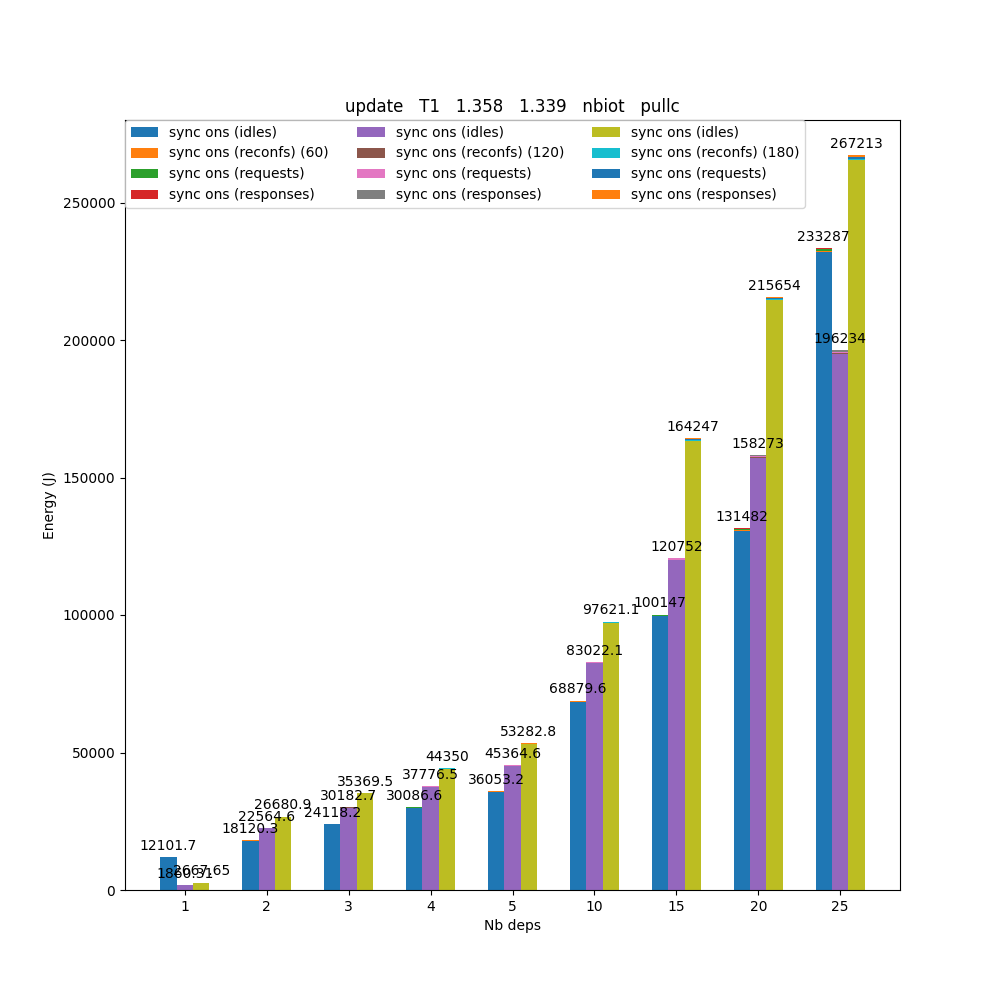 update T1 1.358 1.339 nbiot pullc
sync ons (idles)
sync ons (reconfs) (60)
sync ons (requests)
sync ons (responses)
sync ons (idles)
sync ons (reconfs) (120)
sync ons (requests)
sync ons (responses)
sync ons (idles)
sync ons (reconfs) (180)
sync ons (requests)
sync ons (responses)
Energy (J)
250000
200000
150000
100000
50000
0
12101.7
1860.31
2667.65
18120.3
22564.6
26680.9
24118.2
30182.7
35369.5
30086.6
37776.5
44350
36053.2
45364.6
53282.8
68879.6
83022.1
97621.1
100147
120752
164247
131482
158273
215654
233287
196234
267213
1 2 3 4 5 10 15 20 25
Nb deps